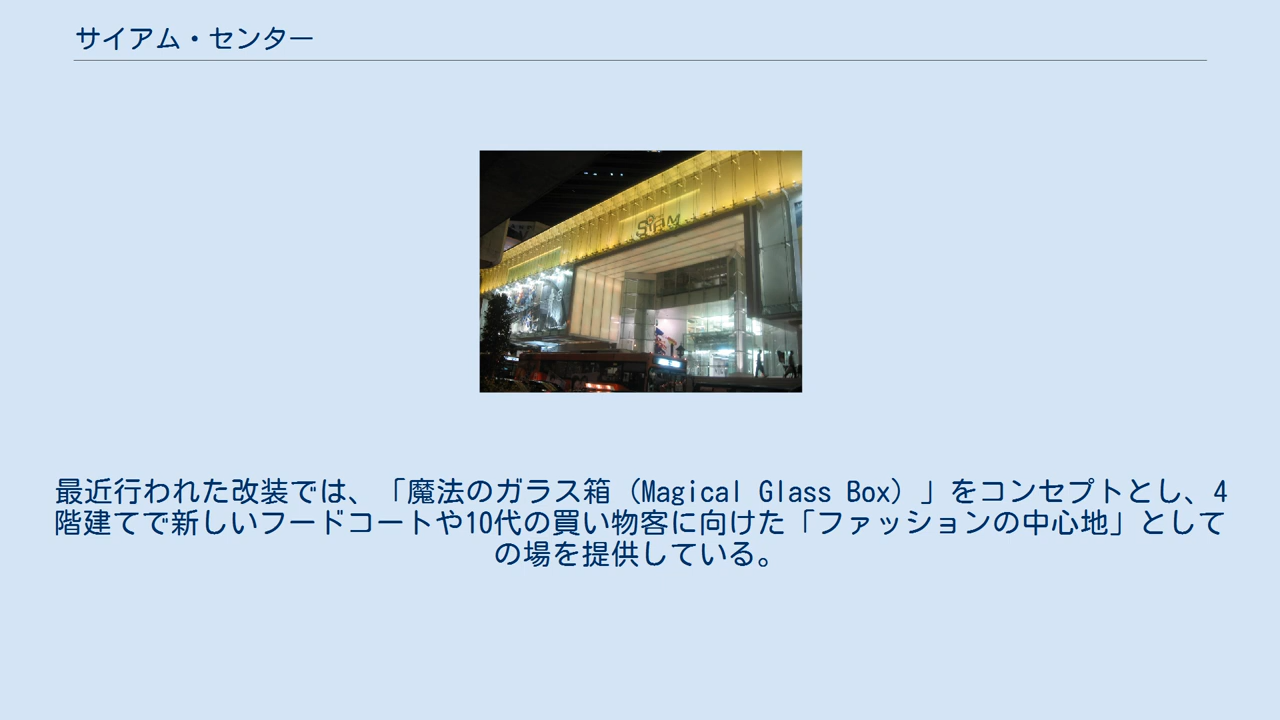 サイアム・センター
SiAM
最近行われた改装では、「魔法のガラス箱（Magical Glass Box）」をコンセプトとし、4
階建てで新しいフードコートや10代の買い物客に向けた「ファッションの中心地」として
の場を提供している。